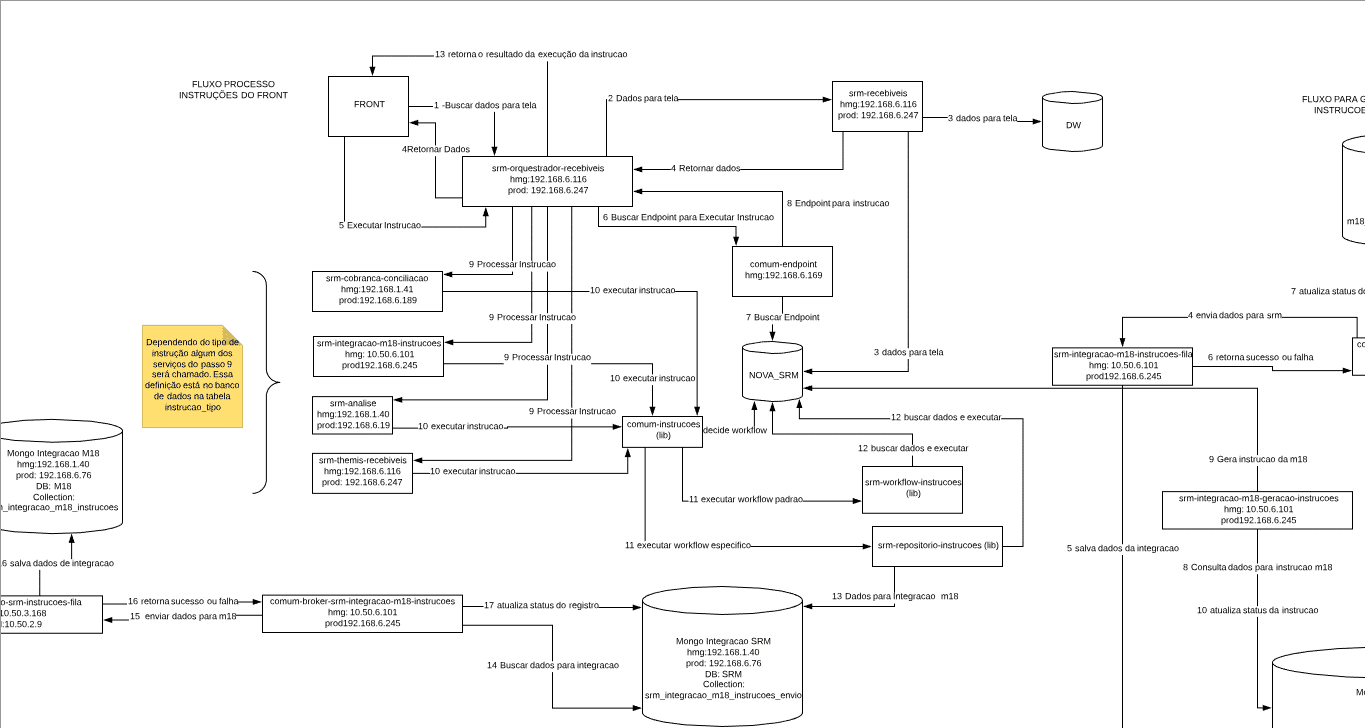 13 retorna o resultado da execução da instrucao
FLUXO PROCESSO
INSTRUÇÕES DO FRONT
FRONT
1 -Buscar dados para tela
4Retornar Dados
5 Executar Instrucao
srm-orquestrador-recebiveis
hmg:192.168.6.116
prod: 192.168.6.247
2 Dados para tela
4 Retornar dados
srm-recebiveis
hmg:192.168.6.116
prod: 192.168.6.247
3 dados para tela
DW
FLUXO PARA G
INSTRUCOE
m18_
8 Endpoint para instrucao
6 Buscar Endpoint para Executar Instrucao
comum-endpoint
hmg:192.168.6.169
7 Buscar Endpoint
3 dados para tela
NOVA_SRM
9 Processar Instrucao
srm-cobranca-conciliacao
hmg:192.168.1.41
prod:192.168.6.189
10 executar instrucao
9 Processar Instrucao
srm-integracao-m18-instrucoes
hmg: 10.50.6.101
prod192.168.6.245
9 Processar Instrucao
10 executar instrucao
srm-analise
hmg:192.168.1.40
prod:192.168.6.19
9 Processar Instrucao
10 executar instrucao
srm-themis-recebiveis
hmg:192.168.6.116
prod: 192.168.6.247
10 executar instrucao
Dependendo do tipo de
instrução algum dos
serviços do passo 9
será chamado. Essa
definição está no banco
de dados na tabela
instrucao_tipo
comum-instrucoes
(lib)
decide workflow
12 buscar dados e executar
12 buscar dados e executar
srm-workflow-instrucoes
(lib)
11 executar workflow padrao
11 executar workflow especifico
srm-repositorio-instrucoes (lib)
13 Dados para integracao m18
Mongo Integracao M18
hmg:192.168.1.40
prod: 192.168.6.76
DB: M18
Collection:
_integracao_m18_instrucoes
6 salva dados de integracao
o-srm-instrucoes-fila
10.50.3.168
:10.50.2.9
16 retorna sucesso ou falha
15 enviar dados para m18
comum-broker-srm-integracao-m18-instrucoes
hmg: 10.50.6.101
prod192.168.6.245
17 atualiza status do registro
14 Buscar dados para integracao
Mongo Integracao SRM
hmg:192.168.1.40
prod: 192.168.6.76
DB: SRM
Collection:
srm_integracao_m18_instrucoes_envio
7 atualiza status do
4 envia dados para srm
srm-integracao-m18-instrucoes-fila
hmg: 10.50.6.101
prod192.168.6.245
6 retorna sucesso ou falha
co
9 Gera instrucao da m18
srm-integracao-m18-geracao-instrucoes
hmg: 10.50.6.101
prod192.168.6.245
5 salva dados da integracao
8 Consulta dados para instrucao m18
10 atualiza status da instrucao
Mo